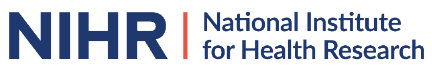 NIHR
National Institute
for Health Research